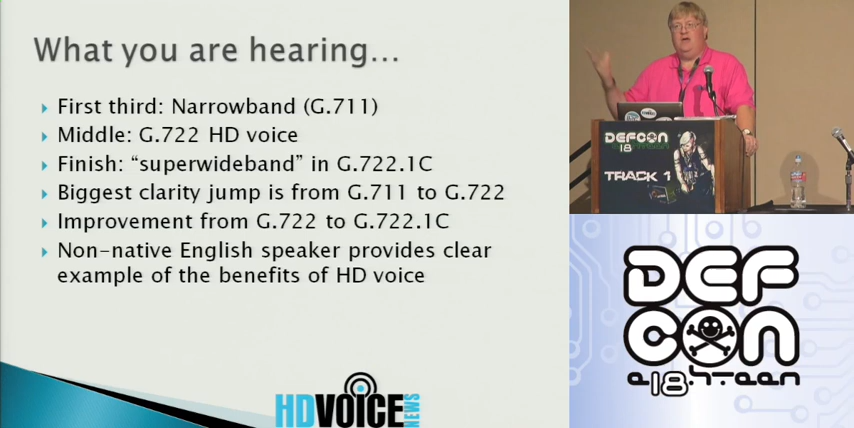 What you are hearing...
First third: Narrowband (G.711)
Middle: G.722 HD voice
Finish: “superwideband” in G.722.1C
Biggest clarity jump is from G.711 to G.722
Improvement from G.722 to G.722.1C
Non-native English speaker provides clear
example of the benefits of HD voice
HDVOICE NEWS
DEFCON
18
TRACK 1
DEF
CON
e.18.h.teen